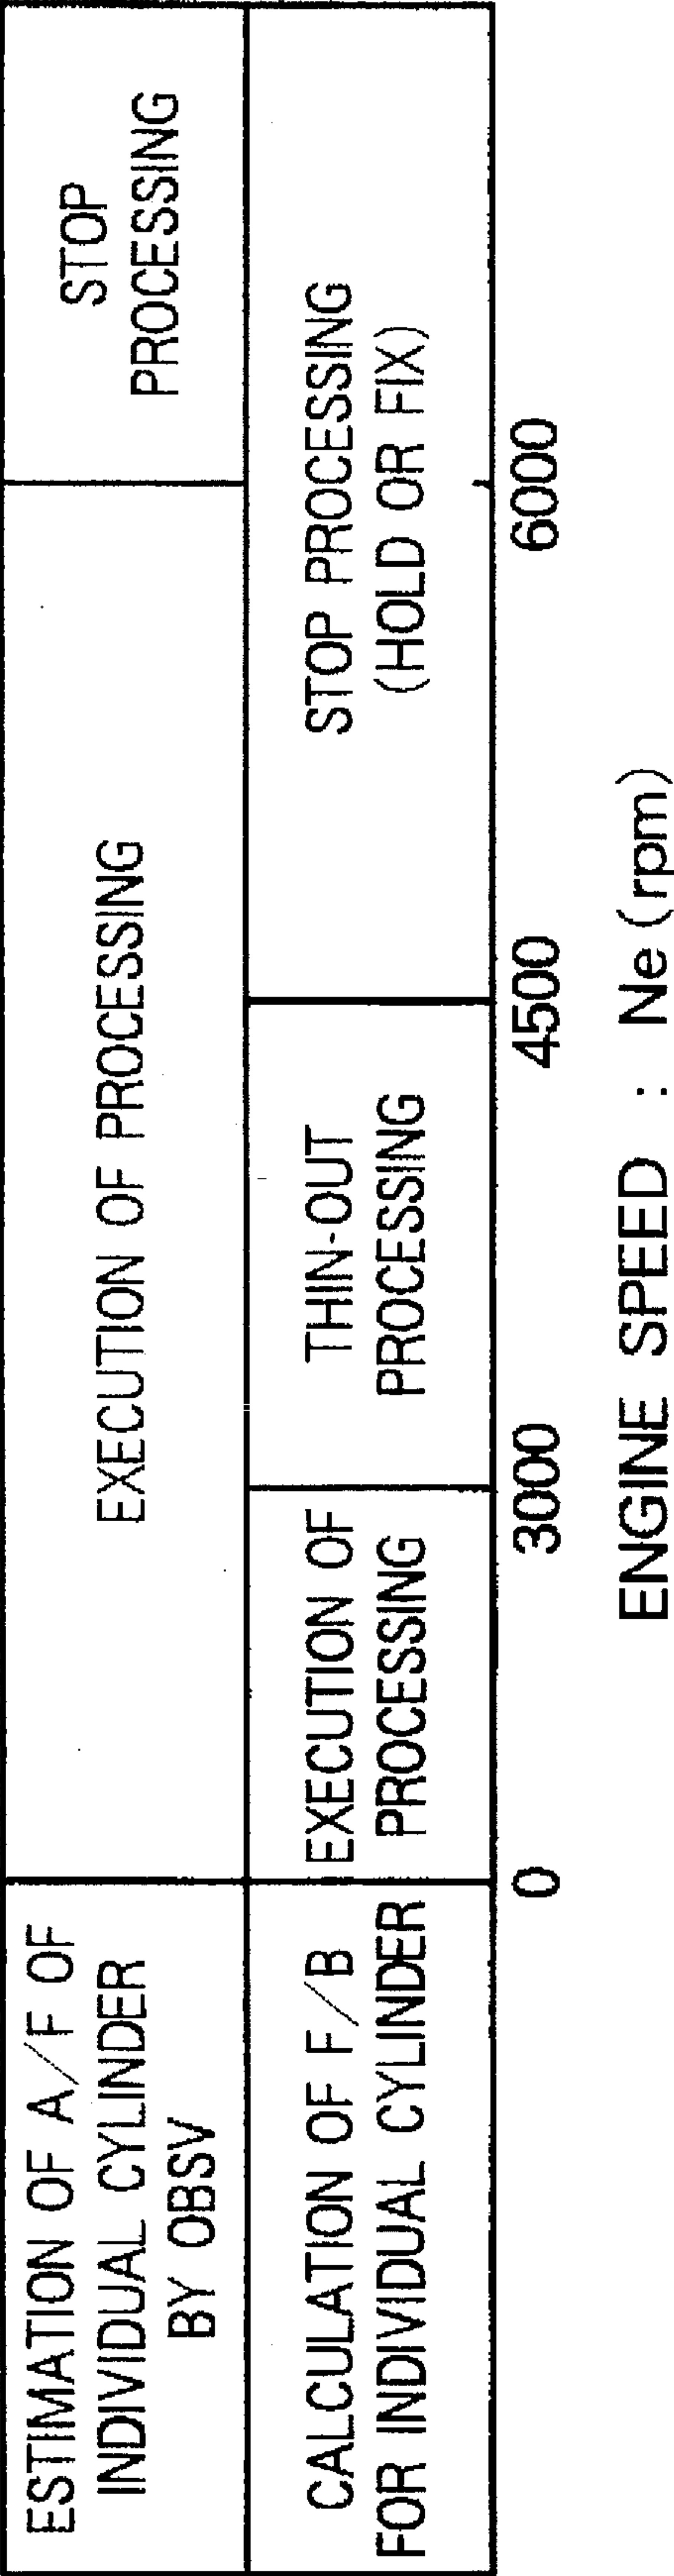 ESTIMATION OF A/F OF
INDIVIDUAL CYLINDER
BY OBSV
EXECUTION OF PROCESSING
STOP
PROCESSING
CALCULATION OF F/B
FOR INDIVIDUAL CYLINDER
EXECUTION OF
PROCESSING
THIN-OUT
PROCESSING
STOP PROCESSING
(HOLD OR FIX)
0 3000 4500 6000
ENGINE SPEED : Ne (rpm)